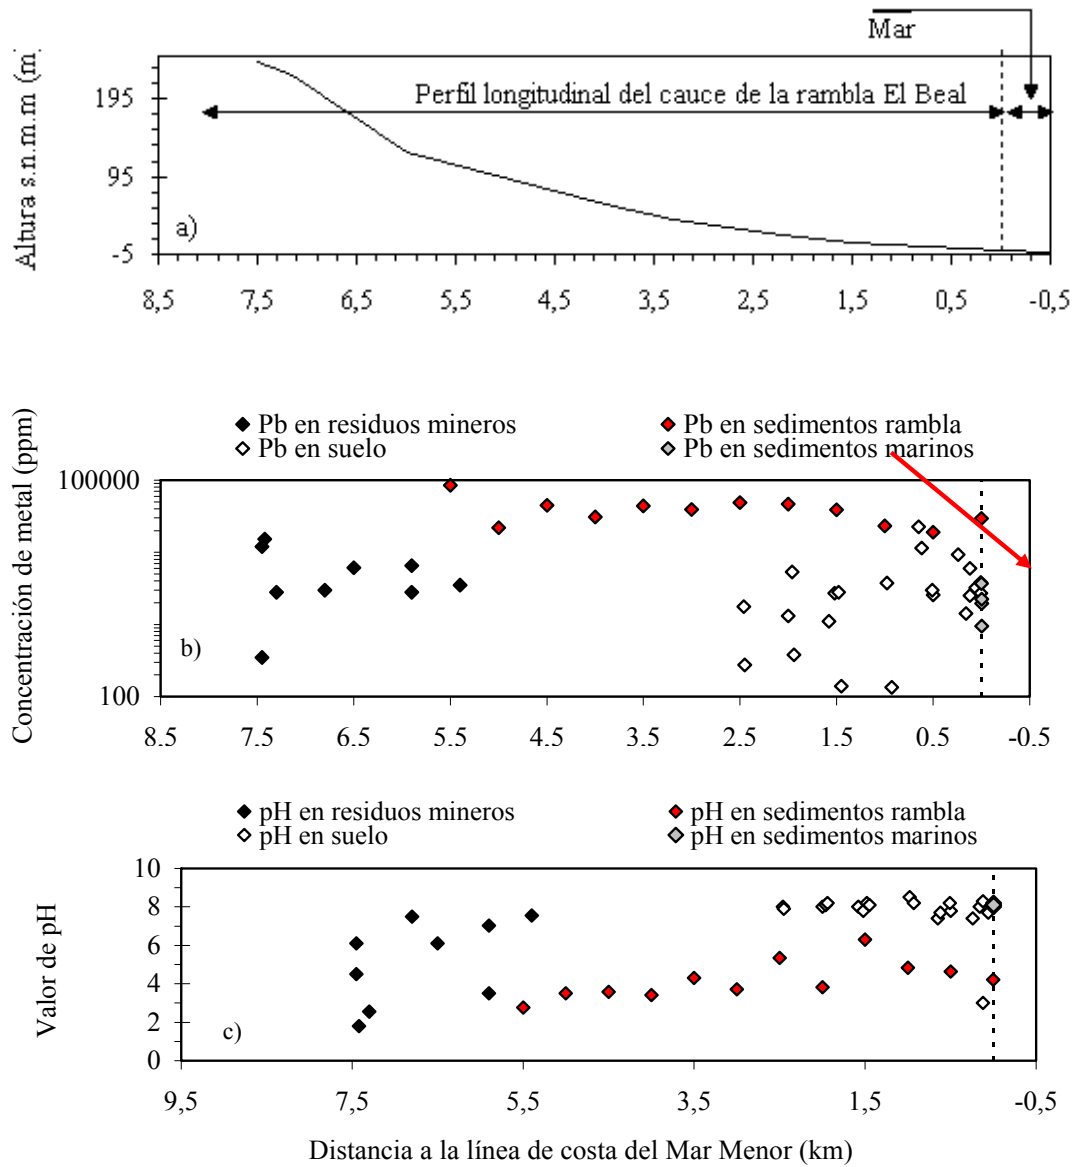 Mar
Altura s.n.m.m (m)
195
95
-5
Perfil longitudinal del cauce de la rambla El Beal
a)
8,5 7,5 6,5 5,5 4,5 3,5 2,5 1,5 0,5 -0,5
Pb en residuos mineros Pb en sedimentos rambla
Pb en suelo Pb en sedimentos marinos
Concentración de metal (ppm)
100000
100
b)
8.5 7.5 6.5 5.5 4.5 3.5 2.5 1.5 0.5 -0.5
pH en residuos mineros pH en sedimentos rambla
pH en suelo pH en sedimentos marinos
Valor de pH
10
8
6
4
2
0
c)
9,5 7,5 5,5 3,5 1,5 -0,5
Distancia a la línea de costa del Mar Menor (km)